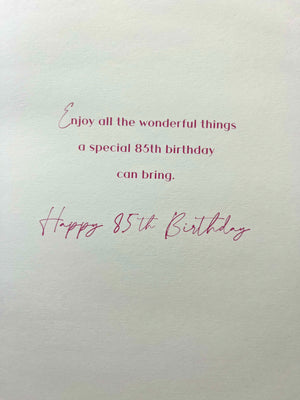 Enjoy all the wonderful things
a special 85th birthday
can bring.
Happy 85th Birthday